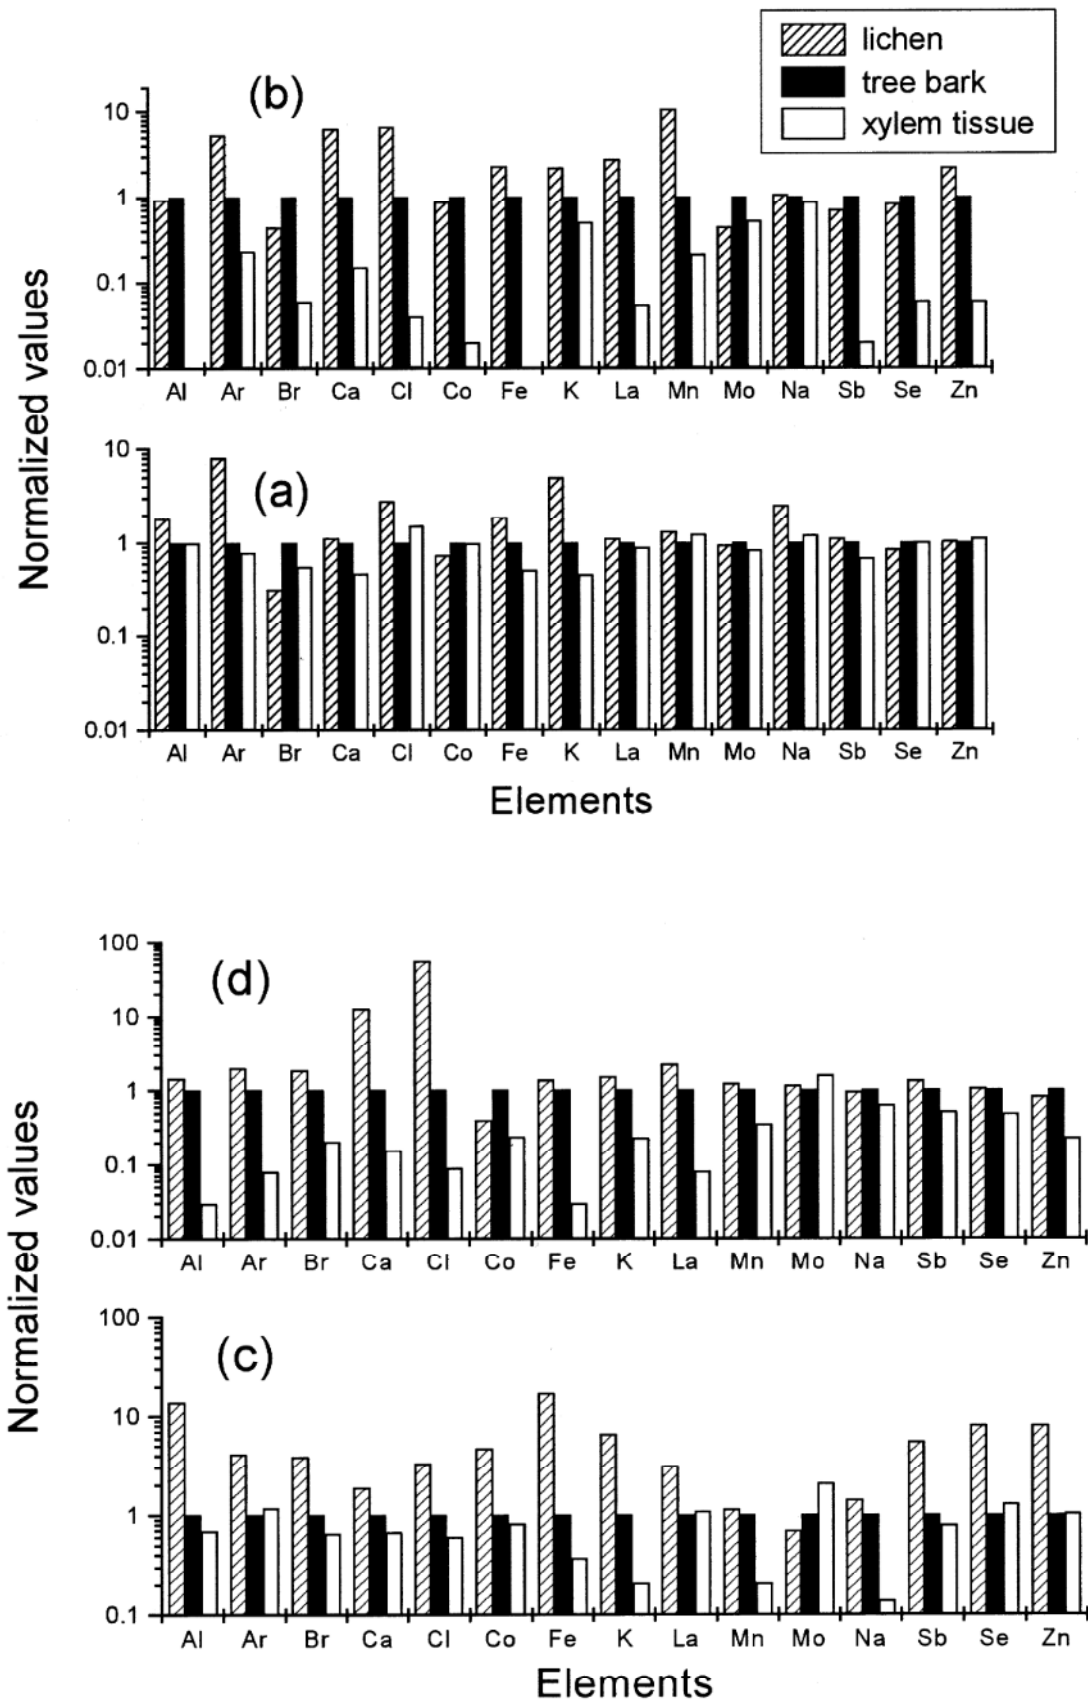 lichen
tree bark
xylem tissue
(b)
10
1
0.1
0.01
Al Ar Br Ca Cl Co Fe K La Mn Mo Na Sb Se Zn
Normalized values
(a)
10
1
0.1
0.01
Al Ar Br Ca Cl Co Fe K La Mn Mo Na Sb Se Zn
Elements
(d)
100
10
1
0.1
0.01
Al Ar Br Ca Cl Co Fe K La Mn Mo Na Sb Se Zn
Normalized values
(c)
100
10
1
0.1
Al Ar Br Ca Cl Co Fe K La Mn Mo Na Sb Se Zn
Elements